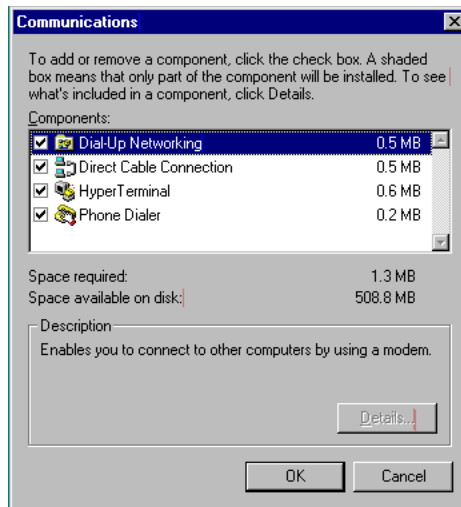 Communications
To add or remove a component, click the check box. A shaded
box means that only part of the component will be installed. To see
what's included in a component, click Details.
Components:
Dial-Up Networking 0.5 MB
Direct Cable Connection 0.5 MB
HyperTerminal 0.6 MB
Phone Dialer 0.2 MB
Space required: 1.3 MB
Space available on disk: 508.8 MB
Description
Enables you to connect to other computers by using a modem.
Details...
OK Cancel